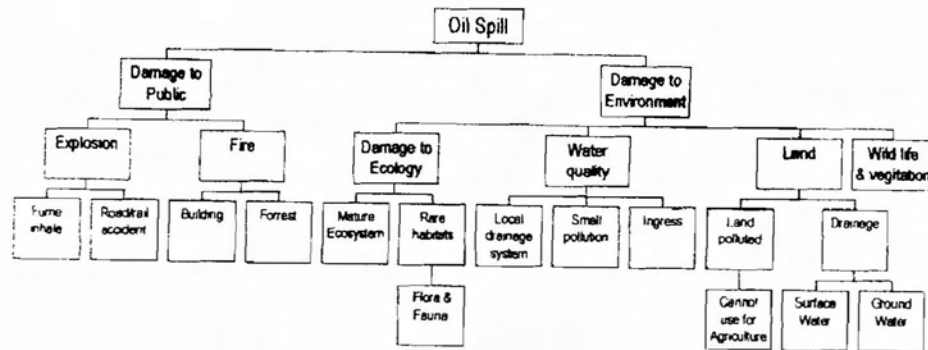 Oil Spill
Damage to
Public
Damage to
Environment
Explosion
Fire
Damage to
Ecology
Water
quality
Land
Wild life
& vegitation
Fume
inhale
Road/rail
accident
Building
Forrest
Mature
Ecosystem
Rare
habitats
Local
drainage
system
Small
pollution
Ingress
Land
polluted
Drainage
Flora &
Fauna
Cannot
use for
Agriculture
Surface
Water
Ground
Water